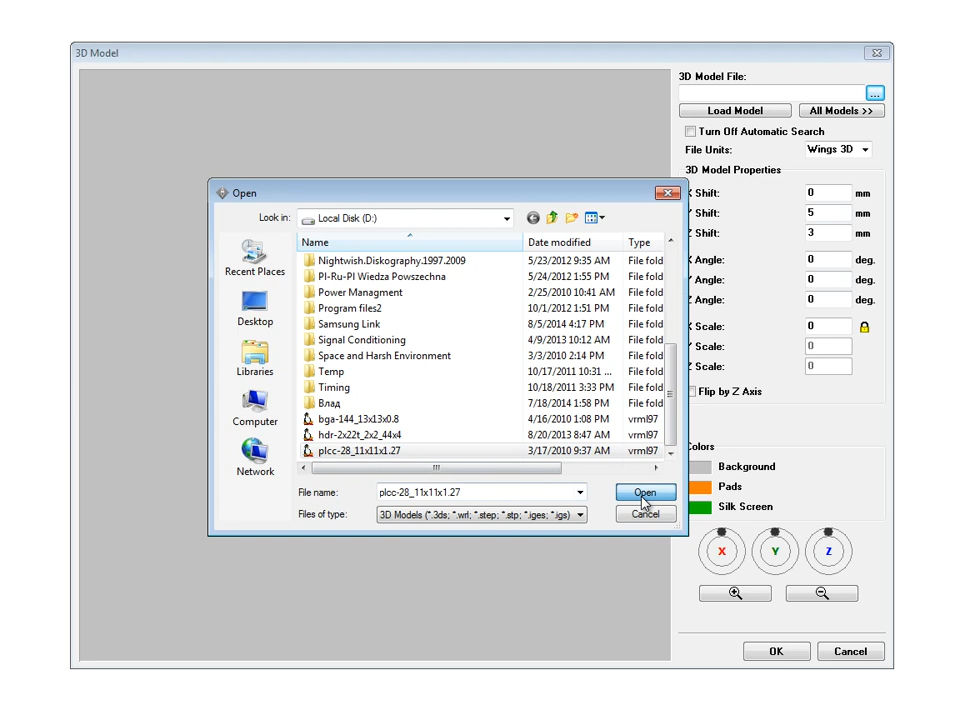 3D Model
3D Model File:
...
Load Model
All Models >>
Turn Off Automatic Search
File Units:
Wings 3D
3D Model Properties
Shift:
0
mm
Shift:
5
mm
Shift:
3
mm
Angle:
0
deg.
Angle:
0
deg.
Angle:
0
deg.
Scale:
0
Scale:
0
Scale:
0
Flip by Z Axis
Colors
Background
Pads
Silk Screen
X
Y
Z
OK
Cancel
Open
Look in:
Local Disk (D:)
Recent Places
Desktop
Libraries
Computer
Network
Name Date modified Type
Nightwish.Diskography.1997.2009 5/23/2012 9:35 AM File fold
Pl-Ru-Pl Wiedza Powszechna 5/24/2012 1:55 PM File fold
Power Managment 2/25/2010 10:41 AM File fold
Program files2 10/1/2012 1:51 PM File fold
Samsung Link 8/5/2014 4:17 PM File fold
Signal Conditioning 4/9/2013 10:12 AM File fold
Space and Harsh Environment 3/3/2010 2:14 PM File fold
Temp 10/17/2011 10:31 ... File fold
Timing 10/18/2011 3:33 PM File fold
Влад 7/18/2014 1:58 PM File fold
bga-144_13x13x0.8 4/16/2010 1:08 PM vrml97
hdr-2x22t_2x2_44x4 8/20/2013 8:47 AM vrml97
plcc-28_11x11x1.27 3/17/2010 9:37 AM vrml97
File name:
plcc-28_11x11x1.27
Open
Files of type:
3D Models (*.3ds; *.wrl; *.step; *.stp; *.iges; *.igs)
Cancel